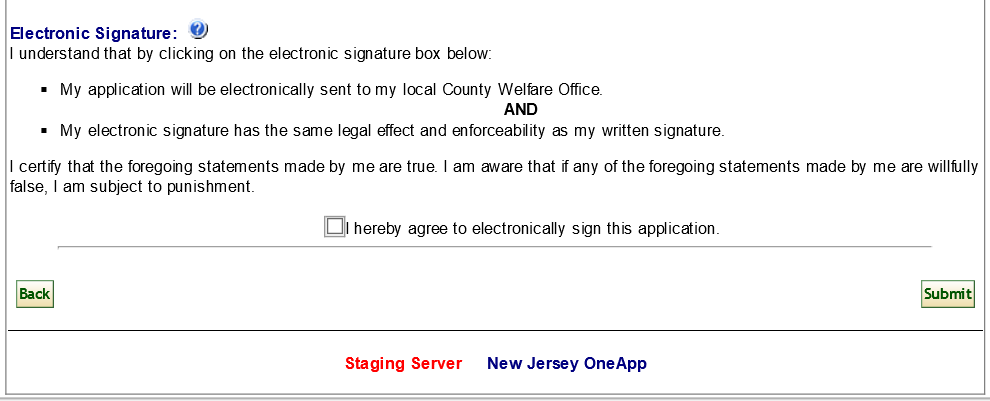 Electronic Signature:
I understand that by clicking on the electronic signature box below:
My application will be electronically sent to my local County Welfare Office.
AND
My electronic signature has the same legal effect and enforceability as my written signature.
I certify that the foregoing statements made by me are true. I am aware that if any of the foregoing statements made by me are willfully
false, I am subject to punishment.
I hereby agree to electronically sign this application.
Back Submit
Staging Server New Jersey OneApp